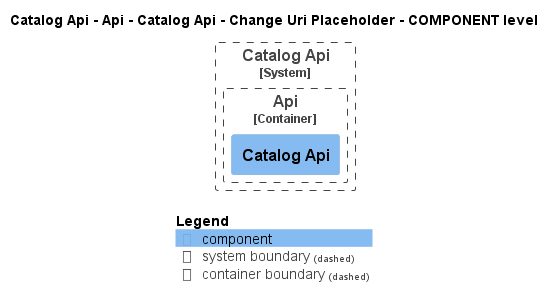 Catalog Api - Api - Catalog Api - Change Uri Placeholder - COMPONENT level
Catalog Api
[System]
Api
[Container]
Catalog Api
Legend
component
system boundary (dashed)
container boundary (dashed)